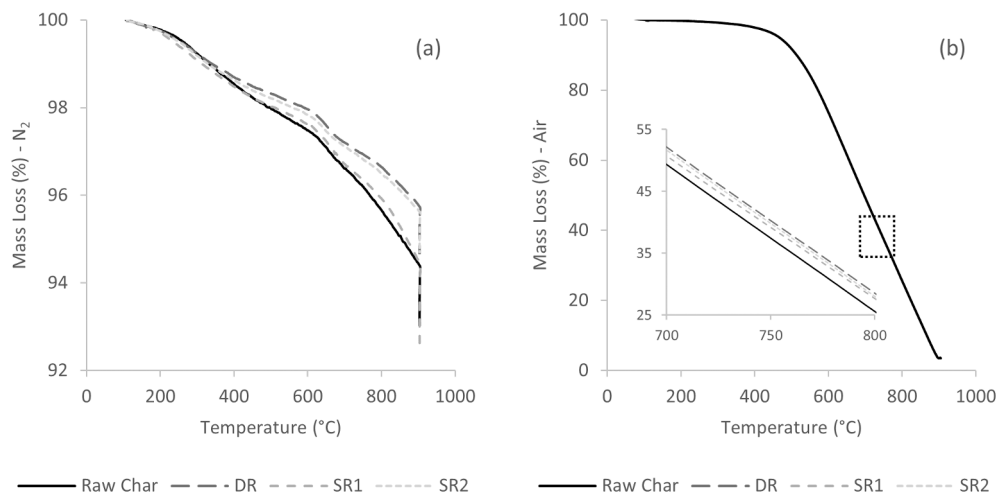 (a)
Mass Loss (%) - N2
100
98
96
94
92
0 200 400 600 800 1000
Temperature (°C)
Raw Char DR SR1 SR2
(b)
Mass Loss (%) - Air
100
80
60
40
20
0
0 200 400 600 800 1000
Temperature (°C)
55
45
35
25
700 750 800
Raw Char DR SR1 SR2